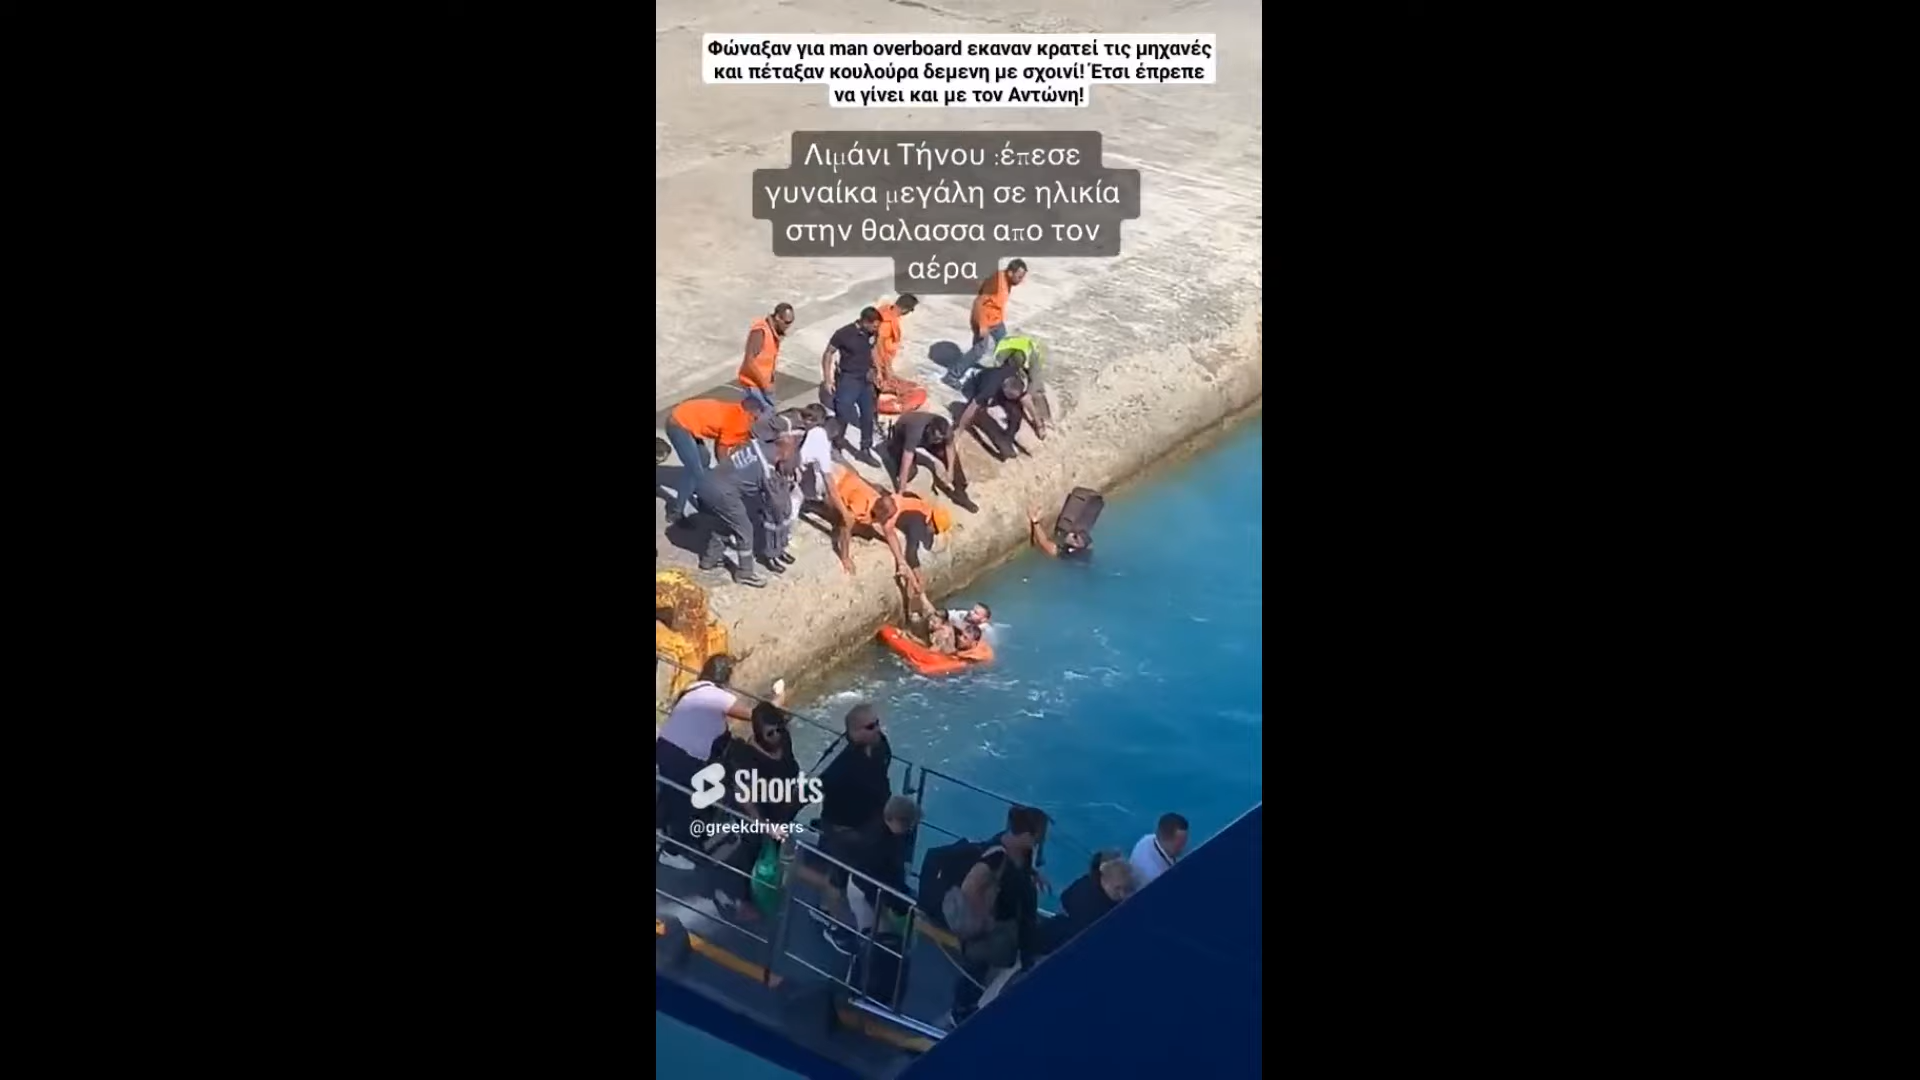 Φώναξαν για man overboard εκαναν κρατεί τις μηχανές
και πέταξαν κουλούρα δεμενη με σχοινί! Έτσι έπρεπε
να γίνει και με τον Αντώνη!
Λιμάνι Τήνου :έπεσε
γυναίκα μεγάλη σε ηλικία
στην θαλασσα απο τον
αέρα
Shorts
@greekdrivers